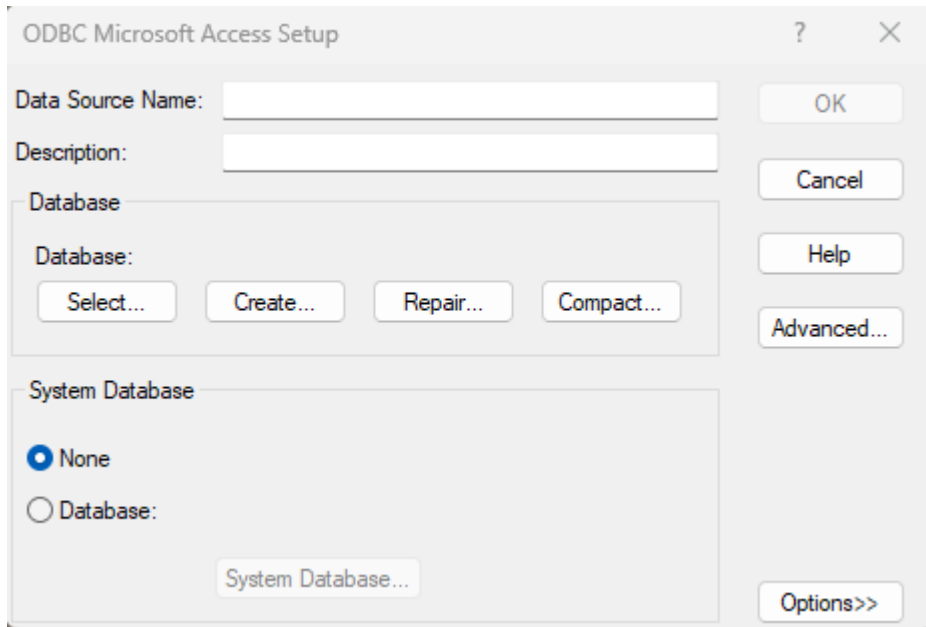 ODBC Microsoft Access Setup ?
Data Source Name:
OK
Description:
Cancel
Database
Database:
Help
Select... Create... Repair... Compact...
Advanced...
System Database
None
Database:
System Database...
Options>>